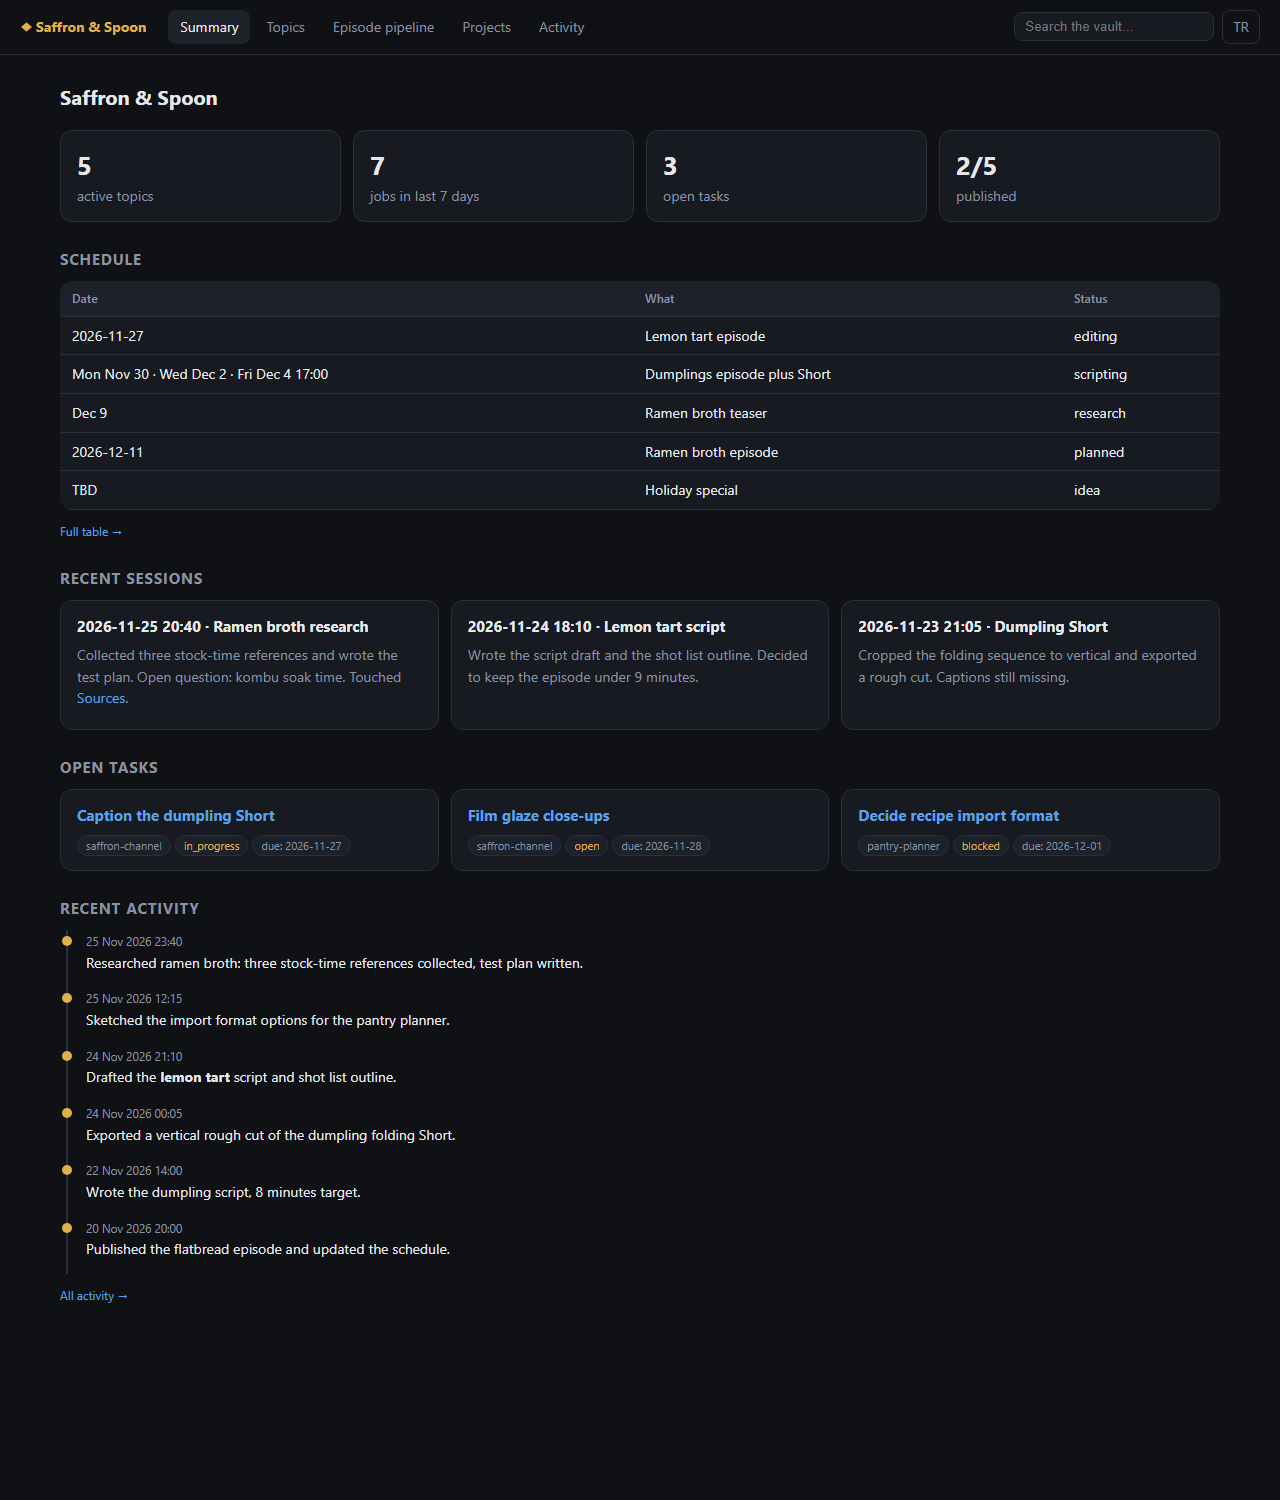 Saffron & Spoon
Summary
Topics
Episode pipeline
Projects
Activity
Search the vault...
TR
Saffron & Spoon
5
active topics
7
jobs in last 7 days
3
open tasks
2/5
published
SCHEDULE
Date What Status
2026-11-27 Lemon tart episode editing
Mon Nov 30 · Wed Dec 2 · Fri Dec 4 17:00 Dumplings episode plus Short scripting
Dec 9 Ramen broth teaser research
2026-12-11 Ramen broth episode planned
TBD Holiday special idea
Full table →
RECENT SESSIONS
2026-11-25 20:40 · Ramen broth research
Collected three stock-time references and wrote the
test plan. Open question: kombu soak time. Touched
Sources.
2026-11-24 18:10 · Lemon tart script
Wrote the script draft and the shot list outline. Decided
to keep the episode under 9 minutes.
2026-11-23 21:05 · Dumpling Short
Cropped the folding sequence to vertical and exported
a rough cut. Captions still missing.
OPEN TASKS
Caption the dumpling Short
saffron-channel in_progress due: 2026-11-27
Film glaze close-ups
saffron-channel open due: 2026-11-28
Decide recipe import format
pantry-planner blocked due: 2026-12-01
RECENT ACTIVITY
25 Nov 2026 23:40
Researched ramen broth: three stock-time references collected, test plan written.
25 Nov 2026 12:15
Sketched the import format options for the pantry planner.
24 Nov 2026 21:10
Drafted the lemon tart script and shot list outline.
24 Nov 2026 00:05
Exported a vertical rough cut of the dumpling folding Short.
22 Nov 2026 14:00
Wrote the dumpling script, 8 minutes target.
20 Nov 2026 20:00
Published the flatbread episode and updated the schedule.
All activity →